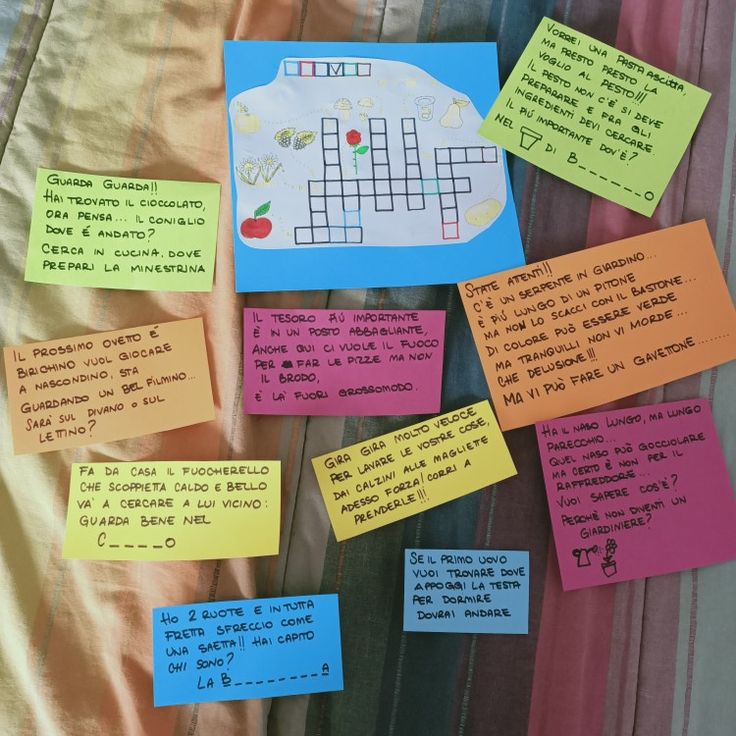 VORREI UNA PASTASCIUTTA,
MA PRESTO PRESTO LA
VOGLIO AL PESTO!!!
IL PESTO NON C'È SI DEVE
PREPARARE E FRA GLI
INGREDIENTI DEVI CERCARE.
IL PIÚ IMPORTANTE DOV'È?
NEL DI B______O
V
GUARDA GUARDA!!
HAI TROVATO IL CIOCCOLATO,
ORA PENSA... IL CONIGLIO
DOVE É ANDATO?
CERCA IN CUCINA, DOVE
PREPARI LA MINESTRINA
STATE ATTENTI!!
C'È UN SERPENTE IN GIARDINO...
È PIÚ LUNGO DI UN PITONE
MA NON LO SCACCI CON IL BASTONE...
DI COLORE PUÒ ESSERE VERDE
MA TRANQUILLI NON VI MORDE...
CHE DELUSIONE!!!
MA VI PUÒ FARE UN GAVETTONE........
IL TESORO PIÚ IMPORTANTE
È IN UN POSTO ABBAGLIANTE,
ANCHE QUI CI VUOLE IL FUOCO
PER FAR LE PIZZE MA NON
IL BRODO,
È LA' FUORI GROSSOMODO.
IL PROSSIMO OVETTO É
BIRICHINO VUOL GIOCARE
A NASCONDINO, STA
GUARDANDO UN BEL FILMINO...
SARÀ SUL DIVANO O SUL
LETTINO?
GIRA GIRA MOLTO VELOCE
PER LAVARE LE VOSTRE COSE,
DAI CALZINI ALLE MAGLIETE
ADESSO FORZA! CORRI A
PRENDERLE!!!
HA IL NASO LUNGO, MA LUNGO
PARECCHIO...
QUEL NASO PUÒ GOCCIOLARE
MA CERTO È NON PER IL
RAFFREDDORE...
VUOI SAPERE COS'È?
PERCHÈ NON DIVENTI UN
GIARDINIERE?
FA DA CASA IL FUOCHERELLO
CHE SCOPPIETTA CALDO E BELLO
VA' A CERCARE A LUI VICINO:
GUARDA BENE NEL
C____O
SE IL PRIMO UOVO
VUOI TROVARE DOVE
APPOGGI LA TESTA
PER DORMIRE
DOVRAI ANDARE
HO 2 RUOTE E IN TUTTA
FRETTA SFRECCIO COME
UNA SAETTA!! HAI CAPITO
CHI SONO?
LA B________A